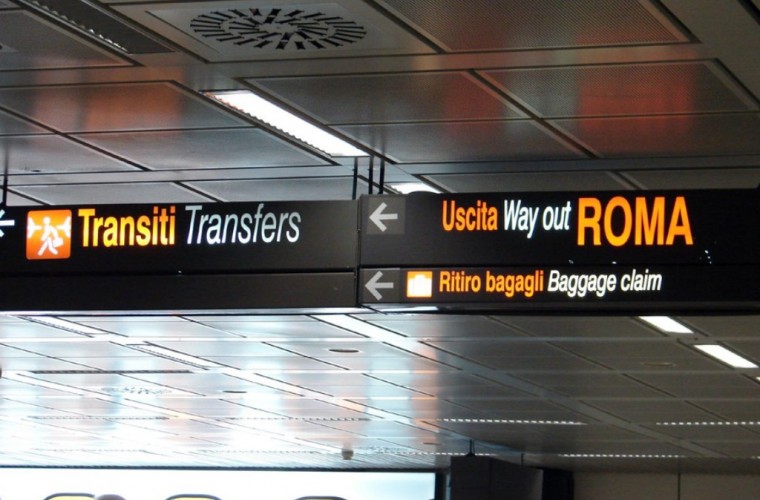 Transiti Transfers
Uscita Way out ROMA
Ritiro bagagli Baggage claim